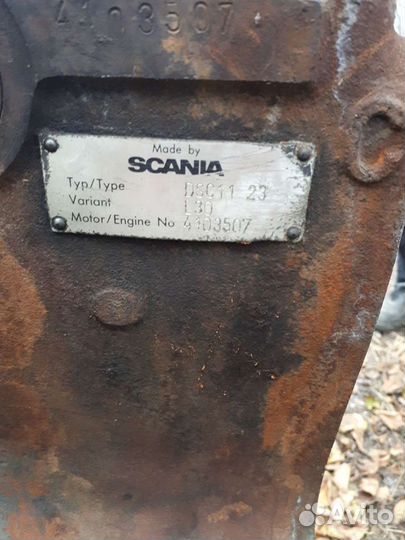 4103507
Made by
SCANIA
Typ/Type DSC11 23
Variant L30
Motor/Engine No 4103507
Avito